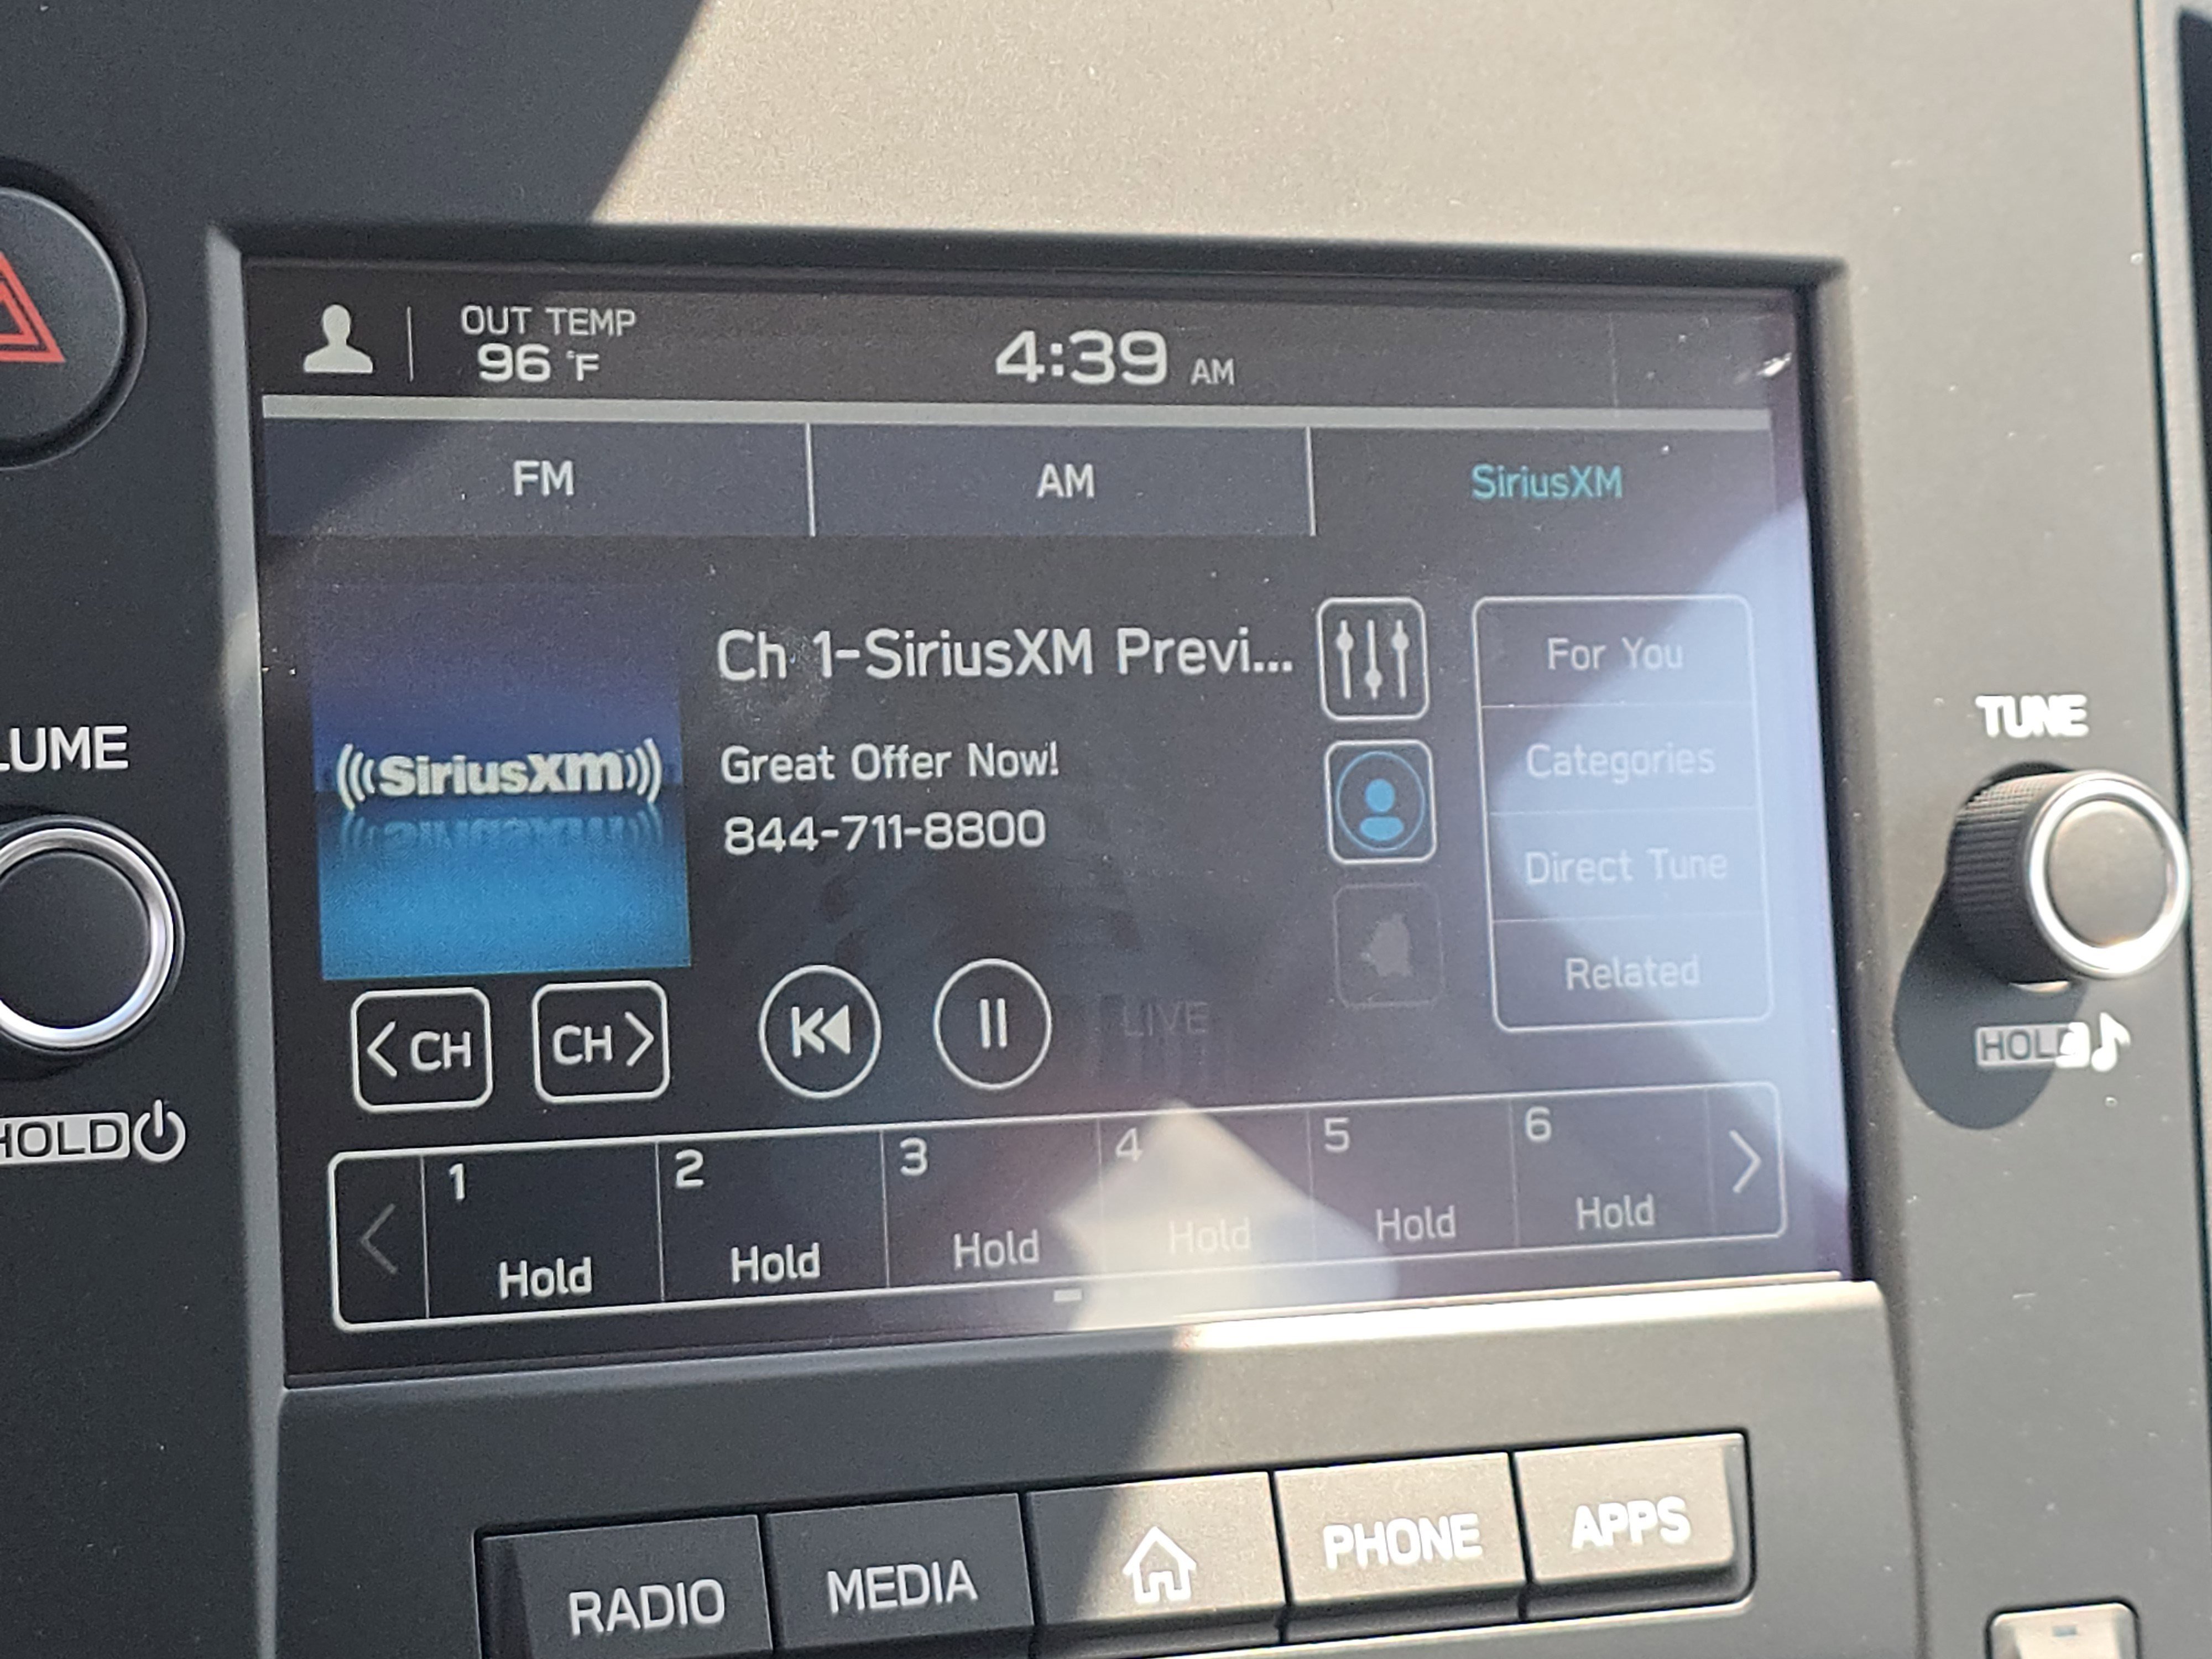 OUT TEMP
96 °F
4:39 AM
FM
AM
SiriusXM
Ch 1-SiriusXM Previ...
Great Offer Now!
844-711-8800
((SiriusXM))
For You
Categories
Direct Tune
Related
< CH
CH >
LIVE
1
Hold
2
Hold
3
Hold
4
Hold
5
Hold
6
Hold
LUME
HOLD
TUNE
HOLD
RADIO
MEDIA
PHONE
APPS